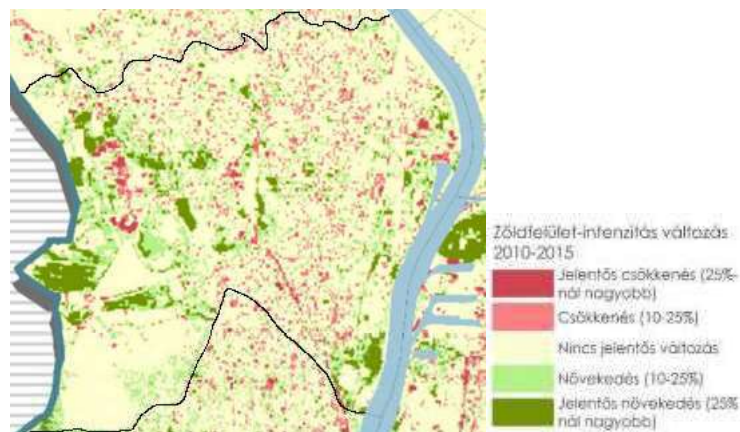 Zöldfelület-intenzitás változás
2010-2015
Jelentős csökkenés (25%-
nál nagyobb)
Csökkenés (10-25%)
Nincs jelentős változás
Növekedés (10-25%)
Jelentős növekedés (25%
nál nagyobb)